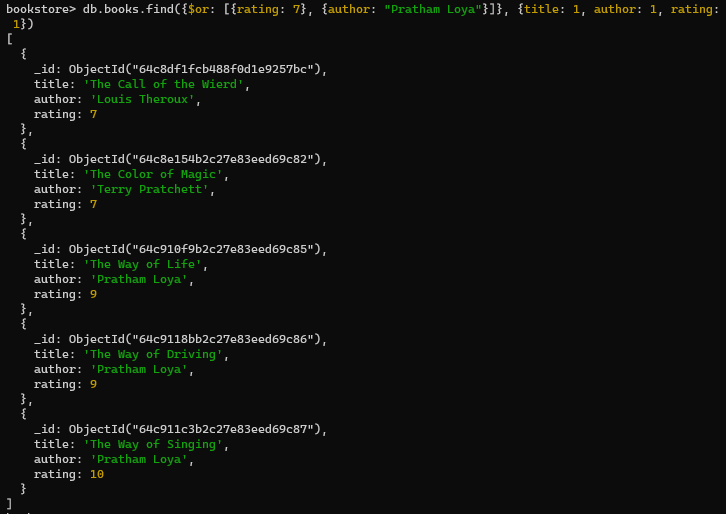 bookstore> db.books.find({$or: [{rating: 7}, {author: "Pratham Loya"}]}, {title: 1, author: 1, rating:
1})
[
{
_id: ObjectId("64c8df1fcb488f0d1e9257bc"),
title: 'The Call of the Wierd',
author: 'Louis Theroux',
rating: 7
},
{
_id: ObjectId("64c8e154b2c27e83eed69c82"),
title: 'The Color of Magic',
author: 'Terry Pratchett',
rating: 7
},
{
_id: ObjectId("64c910f9b2c27e83eed69c85"),
title: 'The Way of Life',
author: 'Pratham Loya',
rating: 9
},
{
_id: ObjectId("64c9118bb2c27e83eed69c86"),
title: 'The Way of Driving',
author: 'Pratham Loya',
rating: 9
},
{
_id: ObjectId("64c911c3b2c27e83eed69c87"),
title: 'The Way of Singing',
author: 'Pratham Loya',
rating: 10
}
]